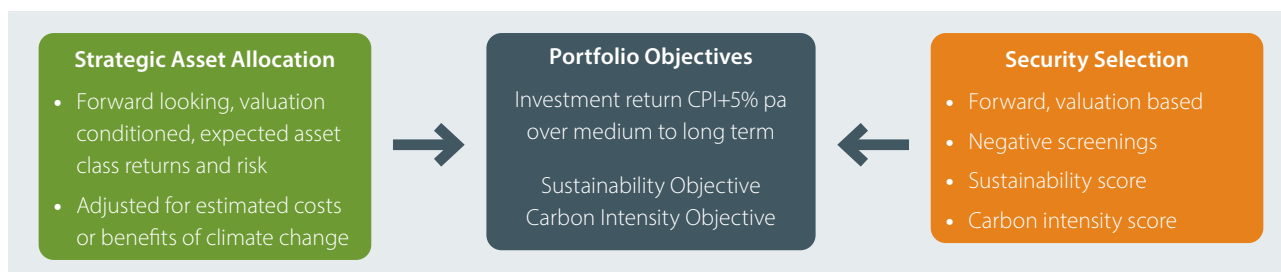 Strategic Asset Allocation
• Forward looking, valuation
conditioned, expected asset
class returns and risk
• Adjusted for estimated costs
or benefits of climate change
Portfolio Objectives
Investment return CPI+5% pa
over medium to long term
Sustainability Objective
Carbon Intensity Objective
Security Selection
• Forward, valuation based
• Negative screenings
• Sustainability score
• Carbon intensity score